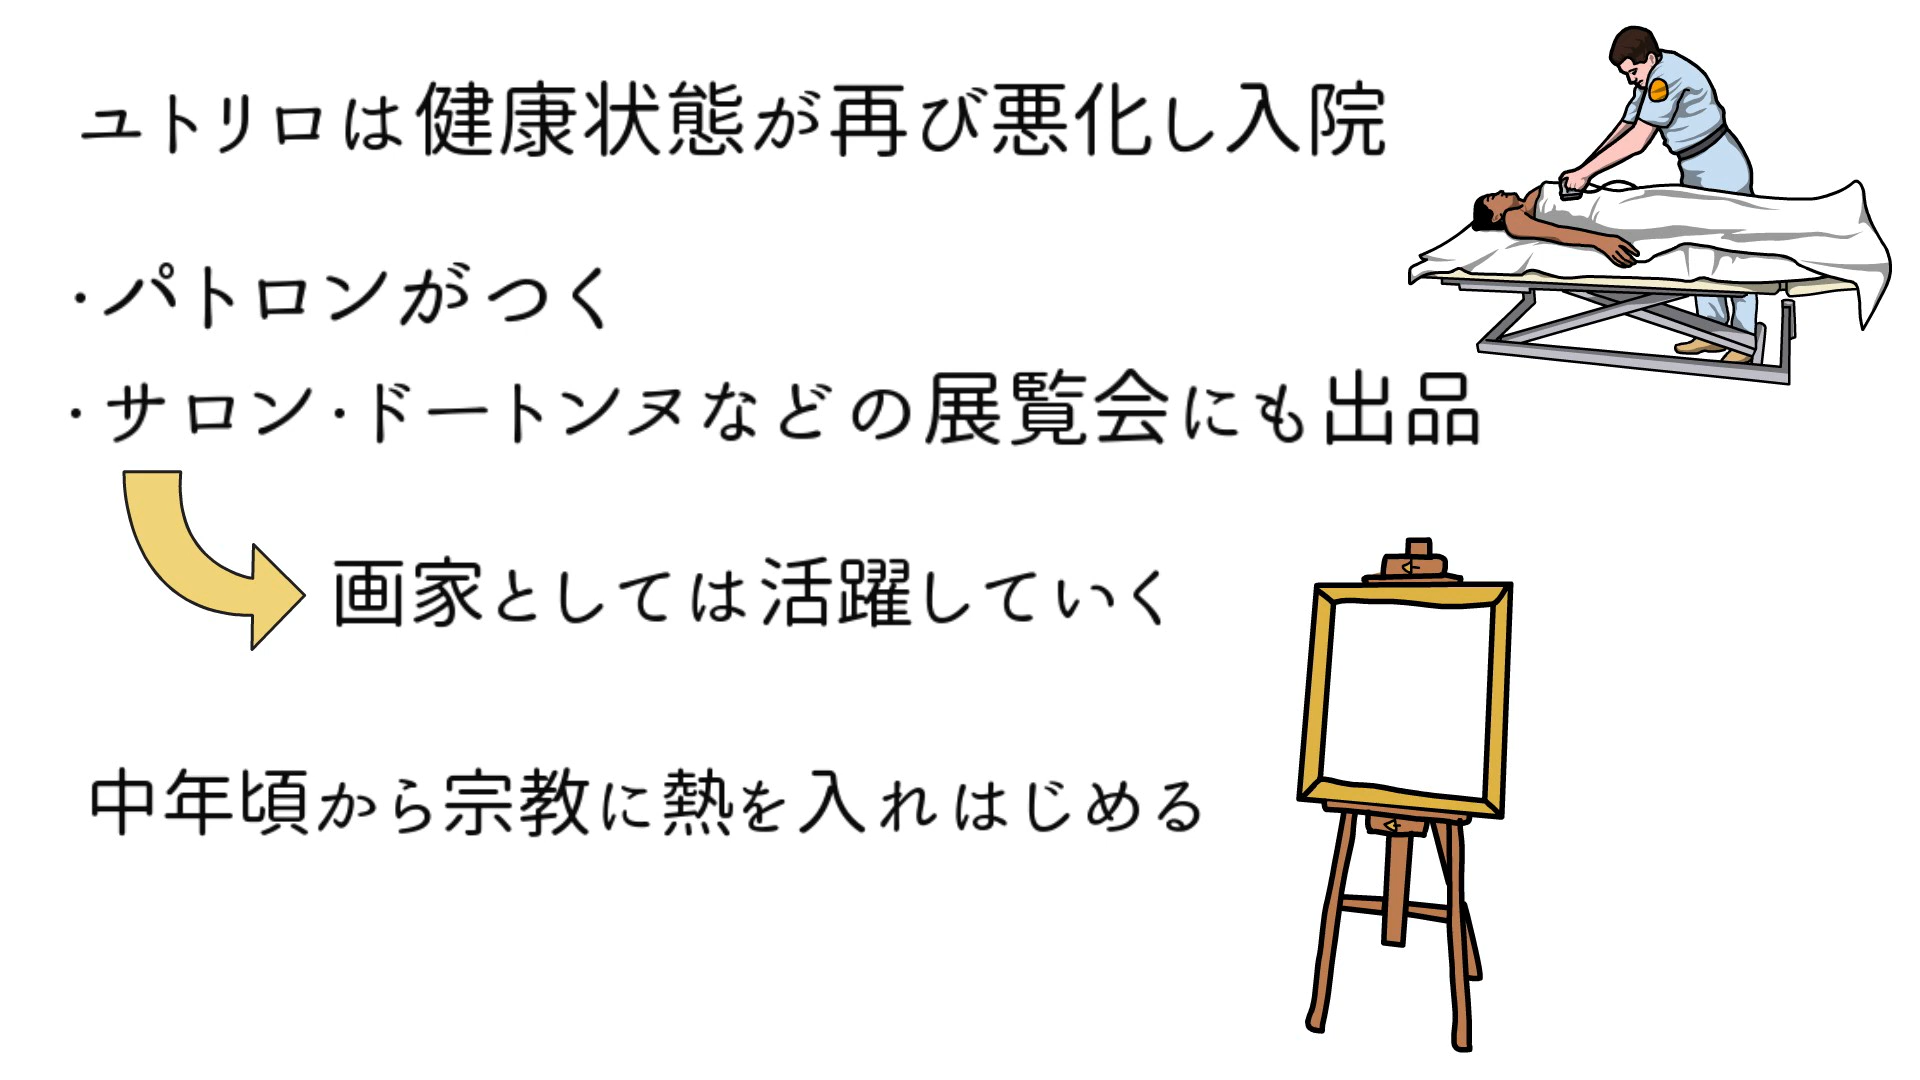 ユトリロは健康状態が再び悪化し入院
・パトロンがつく
・サロン・ドートンヌなどの展覧会にも出品
画家としては活躍していく
中年頃から宗教に熱を入れはじめる